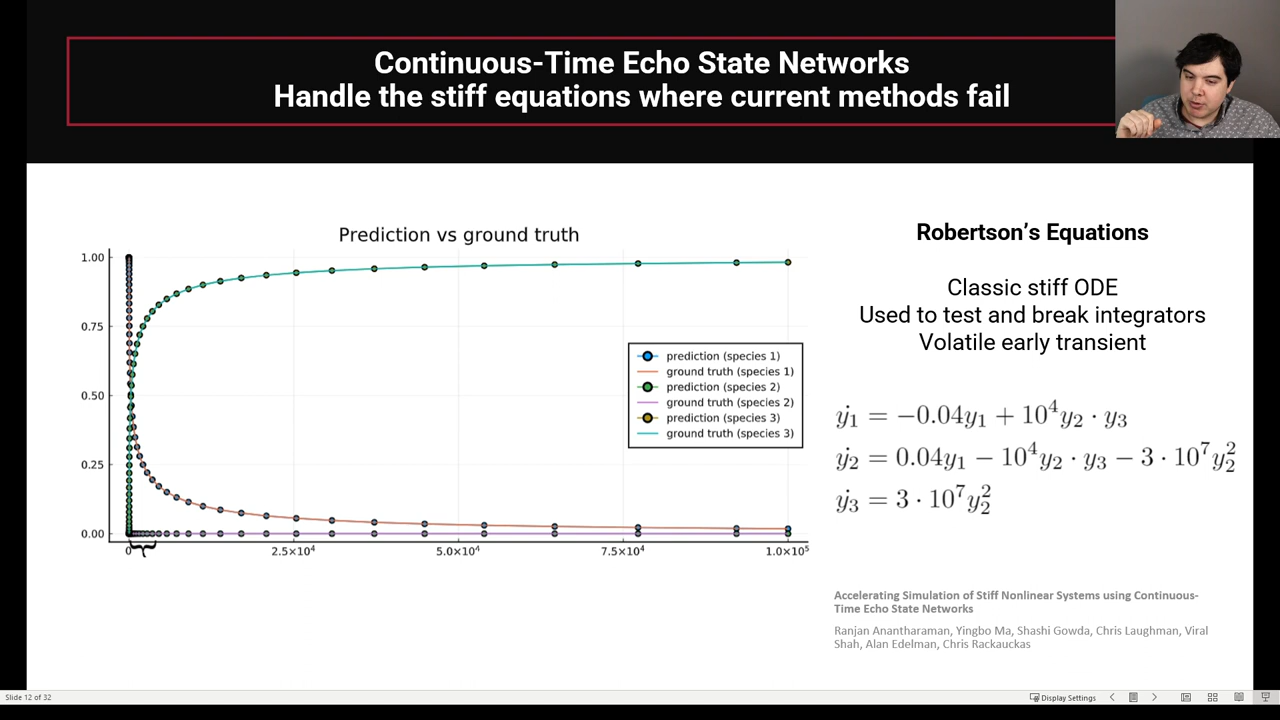 Continuous-Time Echo State Networks
Handle the stiff equations where current methods fail
Prediction vs ground truth
1.00
0.75
0.50
0.25
0.00
0
2.5×10⁴
5.0×10⁴
7.5×10⁴
1.0×10⁵
prediction (species 1)
ground truth (species 1)
prediction (species 2)
ground truth (species 2)
prediction (species 3)
ground truth (species 3)
Robertson’s Equations
Classic stiff ODE
Used to test and break integrators
Volatile early transient
ẏ₁ = −0.04y₁ + 10⁴y₂ · y₃
ẏ₂ = 0.04y₁ − 10⁴y₂ · y₃ − 3 · 10⁷y₂²
ẏ₃ = 3 · 10⁷y₂²
Accelerating Simulation of Stiff Nonlinear Systems using Continuous-
Time Echo State Networks
Ranjan Anantharaman, Yingbo Ma, Shashi Gowda, Chris Laughman, Viral
Shah, Alan Edelman, Chris Rackauckas
Slide 12 of 32
Display Settings